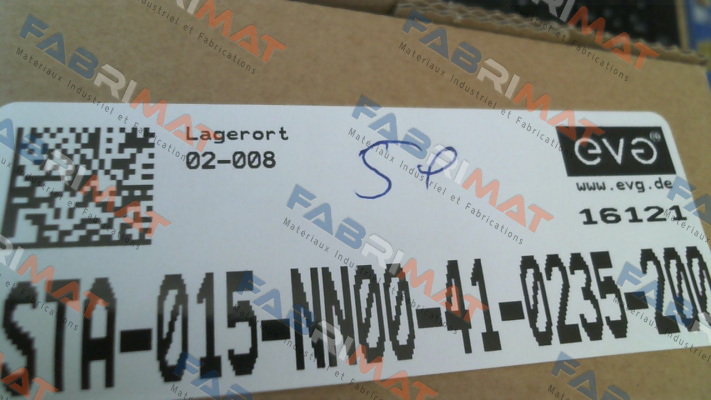 Lagerort
02-008
evg
www.evg.de
16121
STA-015-NN00-41-0235-200
FABRIMAT
Materiaux Industriel et Fabrications